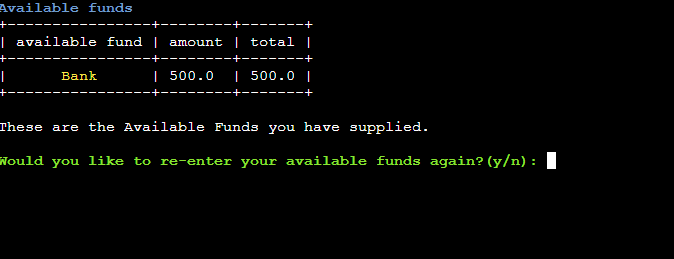 Available funds
+----------------+--------+-------+
| available fund | amount | total |
+----------------+--------+-------+
|      Bank      | 500.0  | 500.0 |
+----------------+--------+-------+
These are the Available Funds you have supplied.
Would you like to re-enter your available funds again?(y/n):